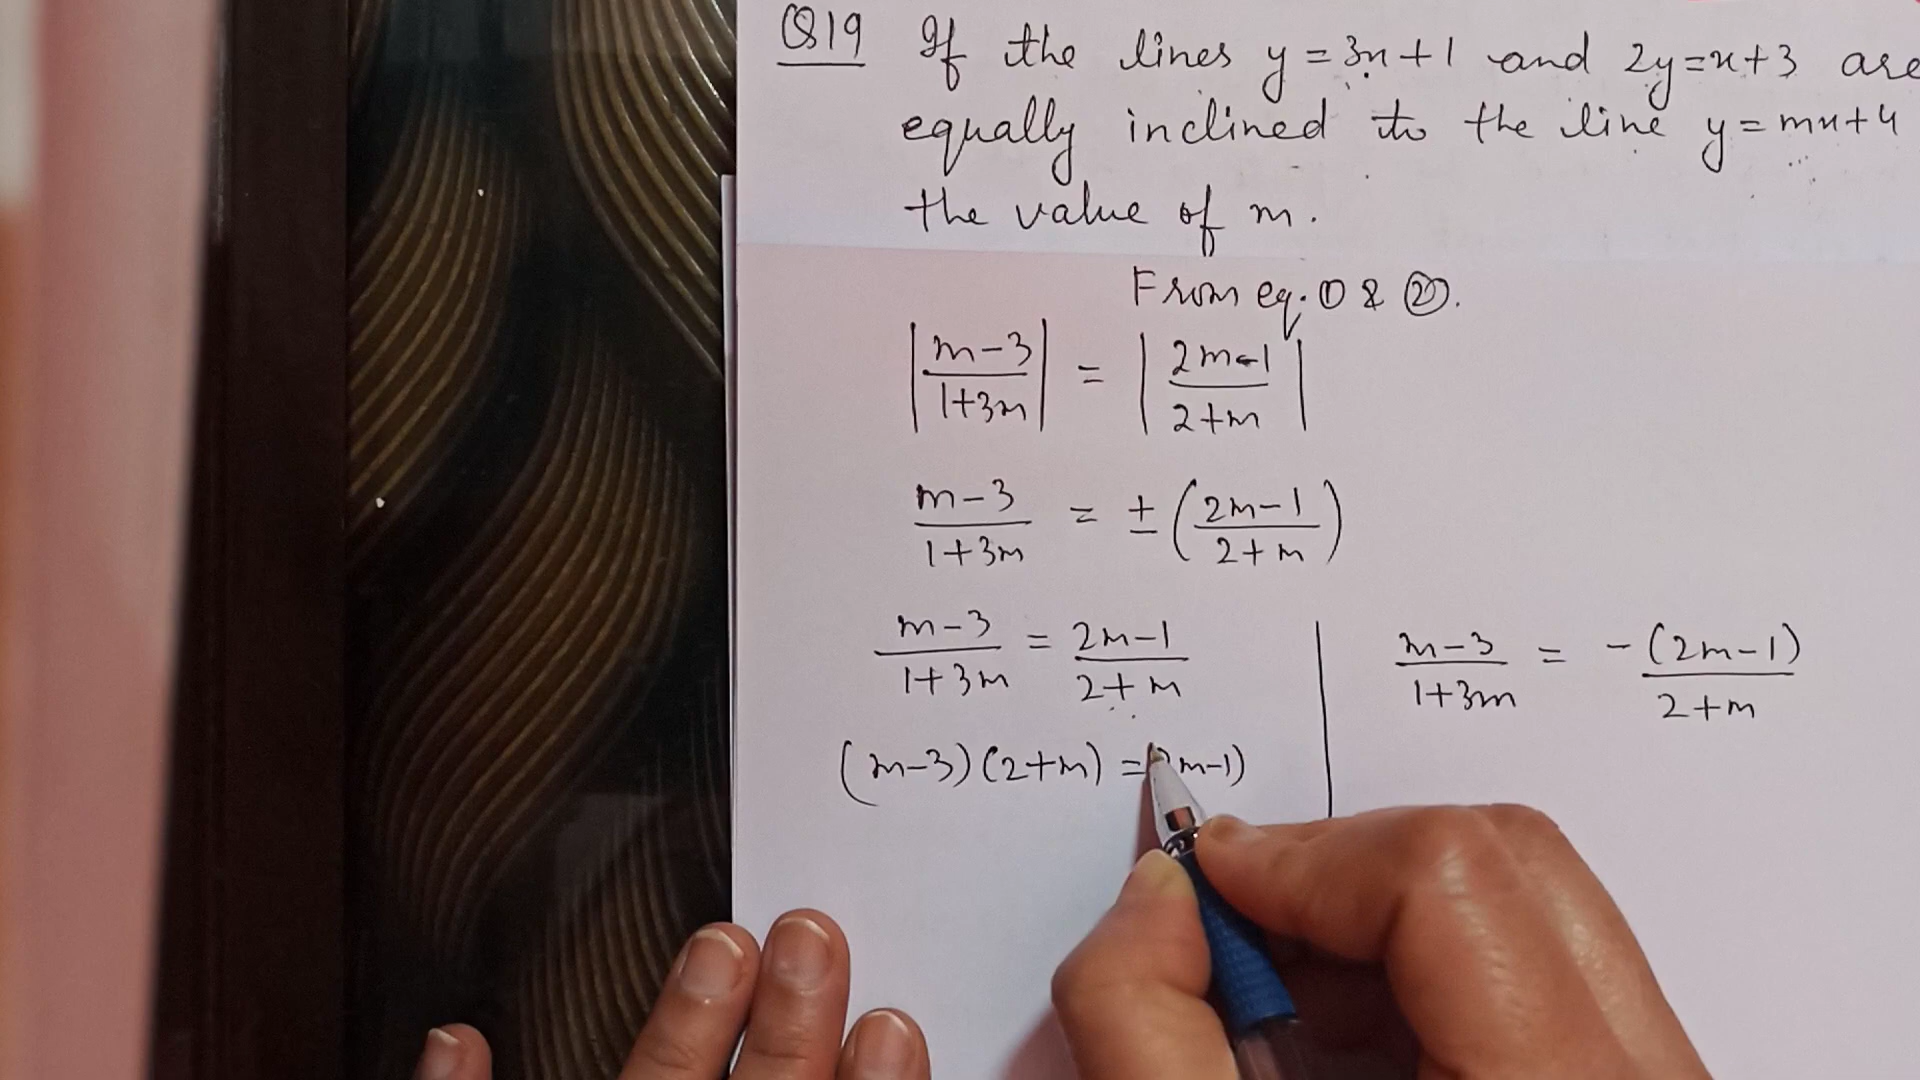 Q19 If the lines y = 3x + 1 and 2y = x + 3 are
equally inclined to the line y = mx + 4
the value of m.
From eq. ① & ②.
|m-3/1+3m| = |2m-1/2+m|
m-3/1+3m = ± (2m-1/2+m)
m-3/1+3m = 2m-1/2+m
m-3/1+3m = -(2m-1)/2+m
(m-3)(2+m) = m-1)